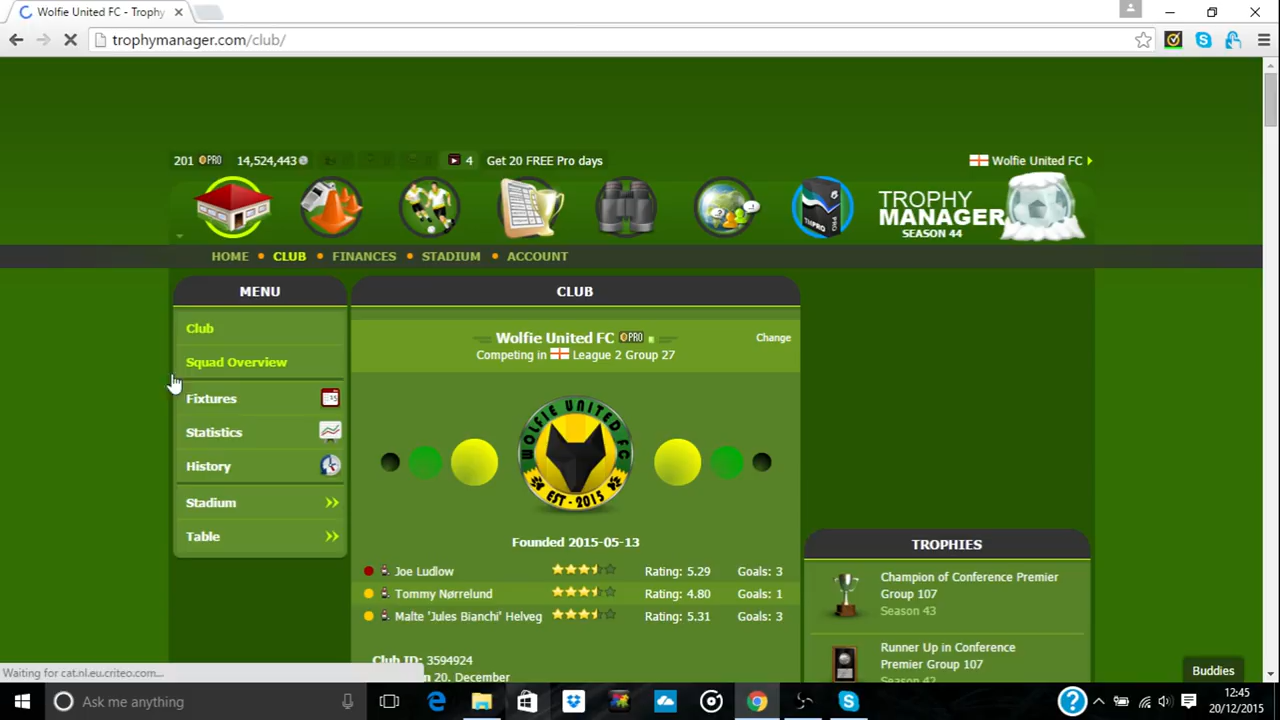 Wolfie United FC - Trophy
trophymanager.com/club/
201 PRO 14,524,443 4 Get 20 FREE Pro days
Wolfie United FC
TROPHY
MANAGER
SEASON 44
HOME • CLUB • FINANCES • STADIUM • ACCOUNT
MENU
Club
Squad Overview
Fixtures
Statistics
History
Stadium
Table
CLUB
Wolfie United FC PRO
Change
Competing in League 2 Group 27
WOLFIE UNITED FC
EST - 2015
Founded 2015-05-13
Joe Ludlow Rating: 5.29 Goals: 3
Tommy Nørrelund Rating: 4.80 Goals: 1
Malte 'Jules Bianchi' Helveg Rating: 5.31 Goals: 3
Club ID: 3594924
20. December
TROPHIES
Champion of Conference Premier
Group 107
Season 43
Runner Up in Conference
Premier Group 107
Season 42
Buddies
Waiting for cat.nl.eu.criteo.com...
Ask me anything
12:45
20/12/2015